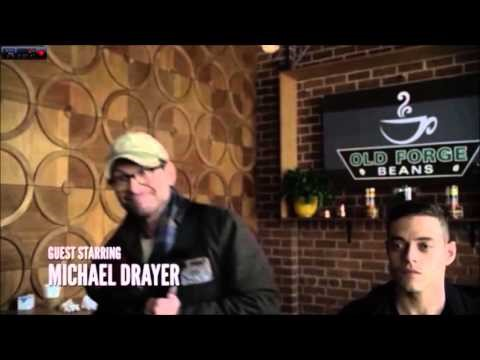 OLD FORGE
BEANS
GUEST STARRING
MICHAEL DRAYER